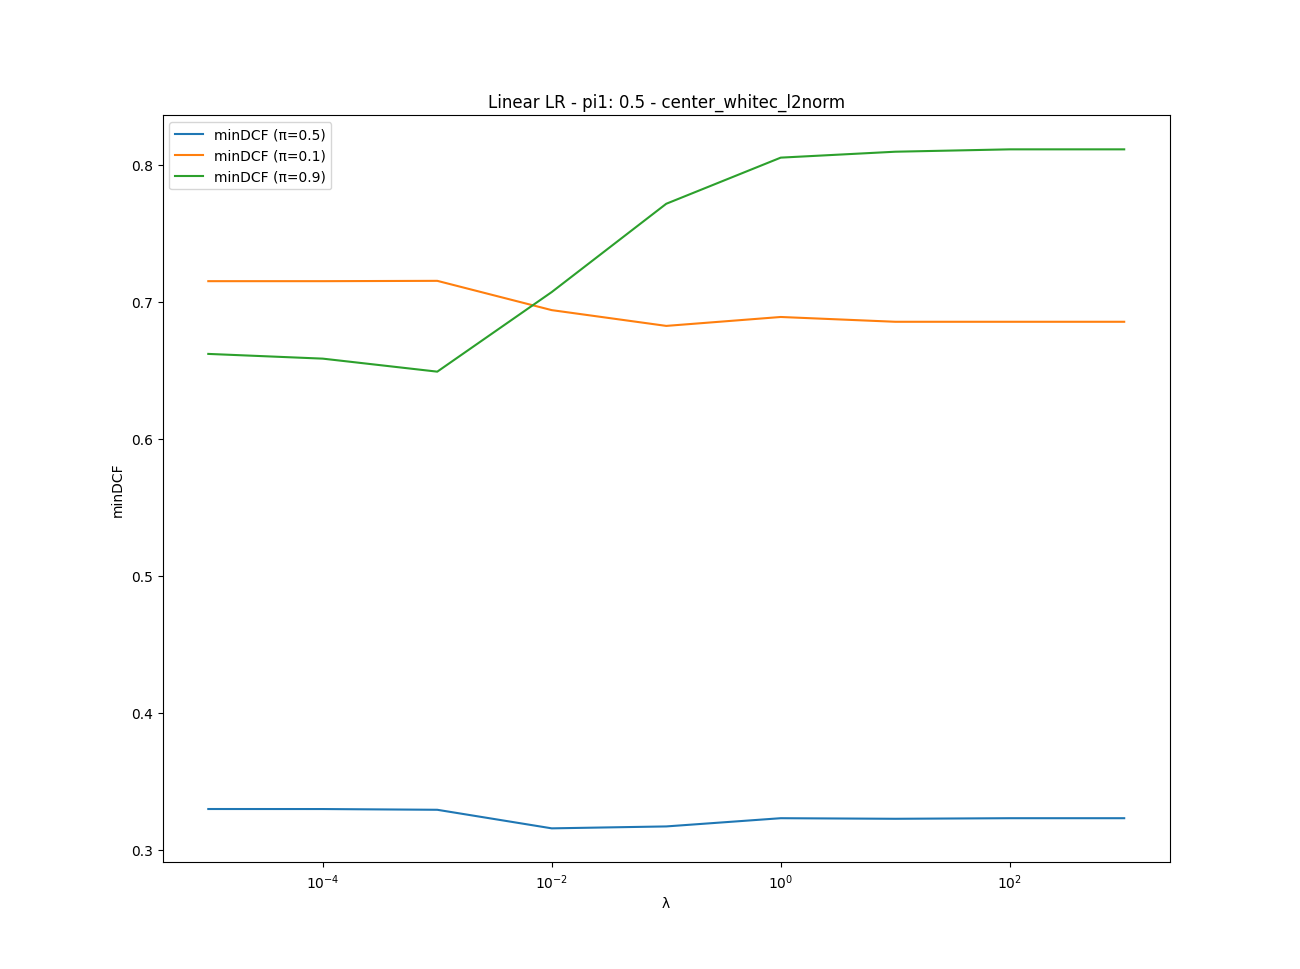 Linear LR - pi1: 0.5 - center_whitec_l2norm
minDCF (π=0.5)
minDCF (π=0.1)
minDCF (π=0.9)
0.8
0.7
0.6
0.5
0.4
0.3
minDCF
10⁻⁴ 10⁻² 10⁰ 10²
λ